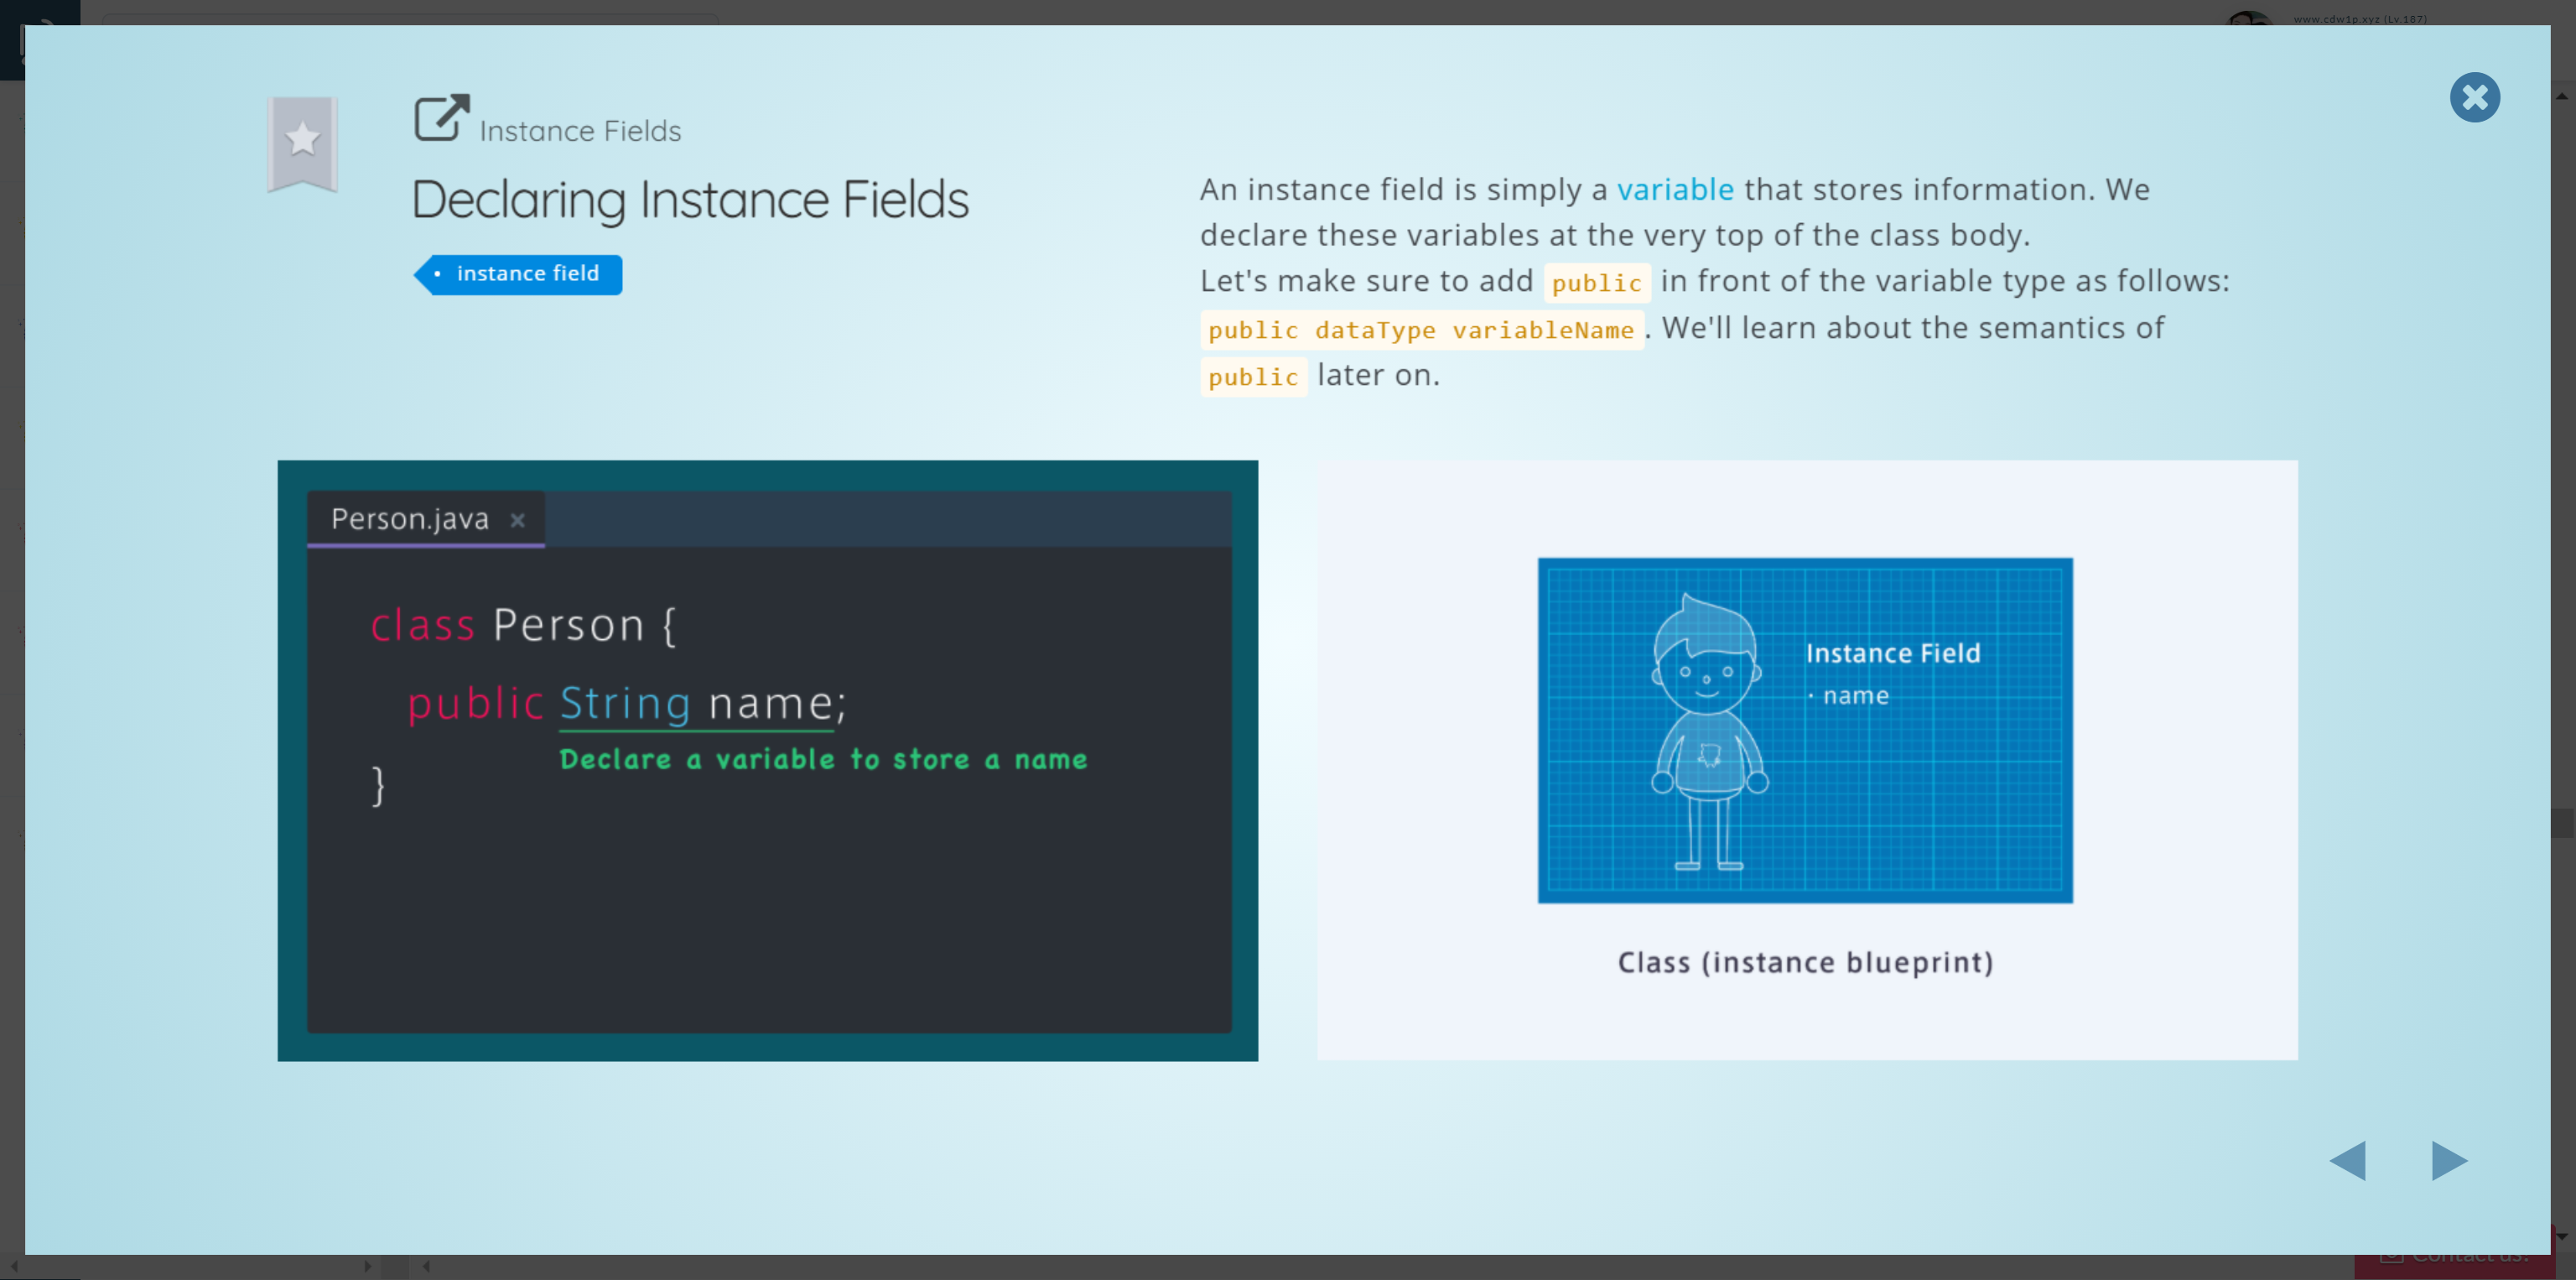 www.cdw1p.xyz (Lv.187)
Instance Fields
Declaring Instance Fields
• instance field
An instance field is simply a variable that stores information. We
declare these variables at the very top of the class body.
Let's make sure to add public in front of the variable type as follows:
public dataType variableName. We'll learn about the semantics of
public later on.
Person.java ×
class Person {
public String name;
Declare a variable to store a name
}
Instance Field
· name
Class (instance blueprint)
Contact us!